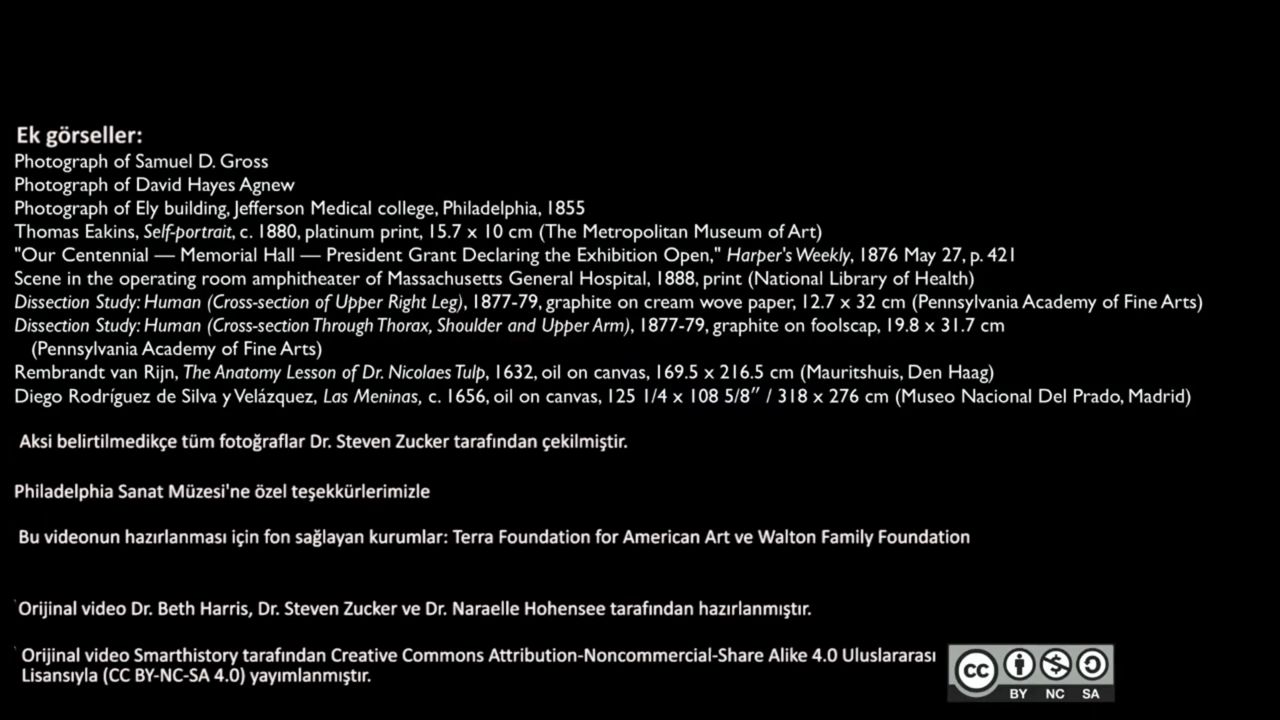 Ek görseller:
Photograph of Samuel D. Gross
Photograph of David Hayes Agnew
Photograph of Ely building, Jefferson Medical college, Philadelphia, 1855
Thomas Eakins, Self-portrait, c. 1880, platinum print, 15.7 x 10 cm (The Metropolitan Museum of Art)
"Our Centennial — Memorial Hall — President Grant Declaring the Exhibition Open," Harper's Weekly, 1876 May 27, p. 421
Scene in the operating room amphitheater of Massachusetts General Hospital, 1888, print (National Library of Health)
Dissection Study: Human (Cross-section of Upper Right Leg), 1877-79, graphite on cream wove paper, 12.7 x 32 cm (Pennsylvania Academy of Fine Arts)
Dissection Study: Human (Cross-section Through Thorax, Shoulder and Upper Arm), 1877-79, graphite on foolscap, 19.8 x 31.7 cm
(Pennsylvania Academy of Fine Arts)
Rembrandt van Rijn, The Anatomy Lesson of Dr. Nicolaes Tulp, 1632, oil on canvas, 169.5 x 216.5 cm (Mauritshuis, Den Haag)
Diego Rodríguez de Silva y Velázquez, Las Meninas, c. 1656, oil on canvas, 125 1/4 x 108 5/8″ / 318 x 276 cm (Museo Nacional Del Prado, Madrid)
Aksi belirtilmedikçe tüm fotoğraflar Dr. Steven Zucker tarafından çekilmiştir.
Philadelphia Sanat Müzesi'ne özel teşekkürlerimizle
Bu videonun hazırlanması için fon sağlayan kurumlar: Terra Foundation for American Art ve Walton Family Foundation
Orijinal video Dr. Beth Harris, Dr. Steven Zucker ve Dr. Naraelle Hohensee tarafından hazırlanmıştır.
Orijinal video Smarthistory tarafından Creative Commons Attribution-Noncommercial-Share Alike 4.0 Uluslararası
Lisansıyla (CC BY-NC-SA 4.0) yayımlanmıştır.
cc
BY NC SA